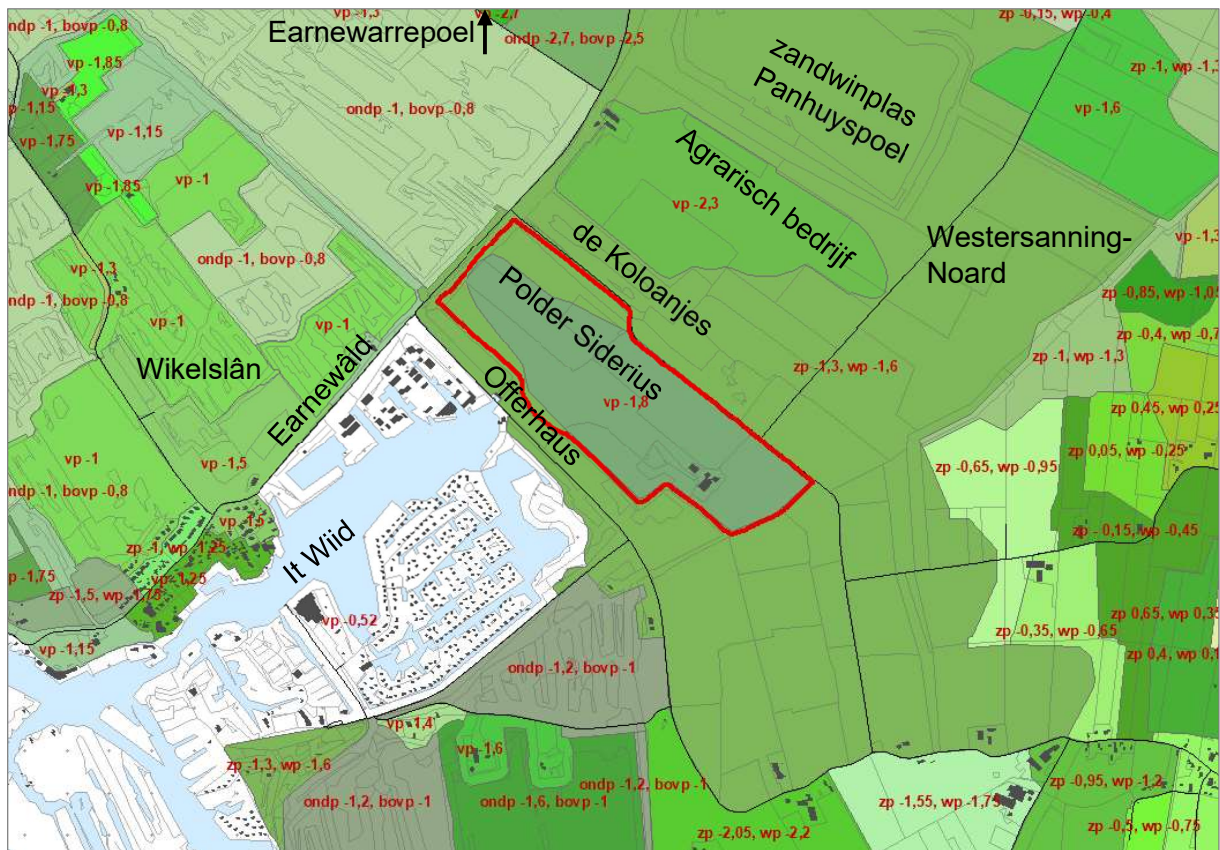 vp -1,3
vp -2,7
zp -0,15, wp -0,4
ondp -1, bovp -0,8
Earnewarrepoel
ondp -2,7, bovp -2,5
zandwinplas
Panhuyspoel
vp -1,85
vp -1,3
zp -1, wp -1,3
p -1,15
ondp -1, bovp -0,8
vp -1,6
vp -1,15
vp -1,75
Agrarisch bedrijf
vp -1,85
vp -1
vp -2,3
de Koloanjes
Westersanning-
Noard
vp -1,3
ondp -1, bovp -0,8
vp -1,3
ondp -1, bovp -0,8
Polder Siderius
zp -0,85, wp -1,05
vp -1
vp -1
zp -0,4, wp -0,7
zp -1, wp -1,3
Wikelslân
Earnewâld
Offerhaus
zp -1,3, wp -1,6
vp -1,8
zp 0,45, wp 0,25
vp -1
vp -1,5
zp 0,05, wp -0,25
zp -0,65, wp -0,95
ondp -1, bovp -0,8
vp -1,5
zp -0,15, wp -0,45
It Wiid
zp -1, wp -1,25
vp -1,75
vp -1,25
zp -1,5, wp -1,75
vp -0,52
zp 0,65, wp 0,35
zp -0,35, wp -0,65
vp -1,15
zp 0,4, wp 0,1
ondp -1,2, bovp -1
vp -1,4
vp -1,6
zp -1,3, wp -1,6
ondp -1,2, bovp -1
zp -0,95, wp -1,2
ondp -1,2, bovp -1
ondp -1,6, bovp -1
zp -1,55, wp -1,75
zp -2,05, wp -2,2
zp -0,5, wp -0,75